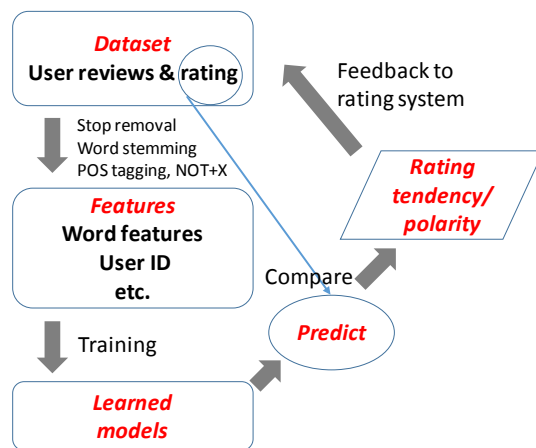 Dataset
User reviews & rating
Feedback to
rating system
Stop removal
Word stemming
POS tagging, NOT+X
Rating
tendency/
polarity
Features
Word features
User ID
etc.
Compare
Predict
Training
Learned
models